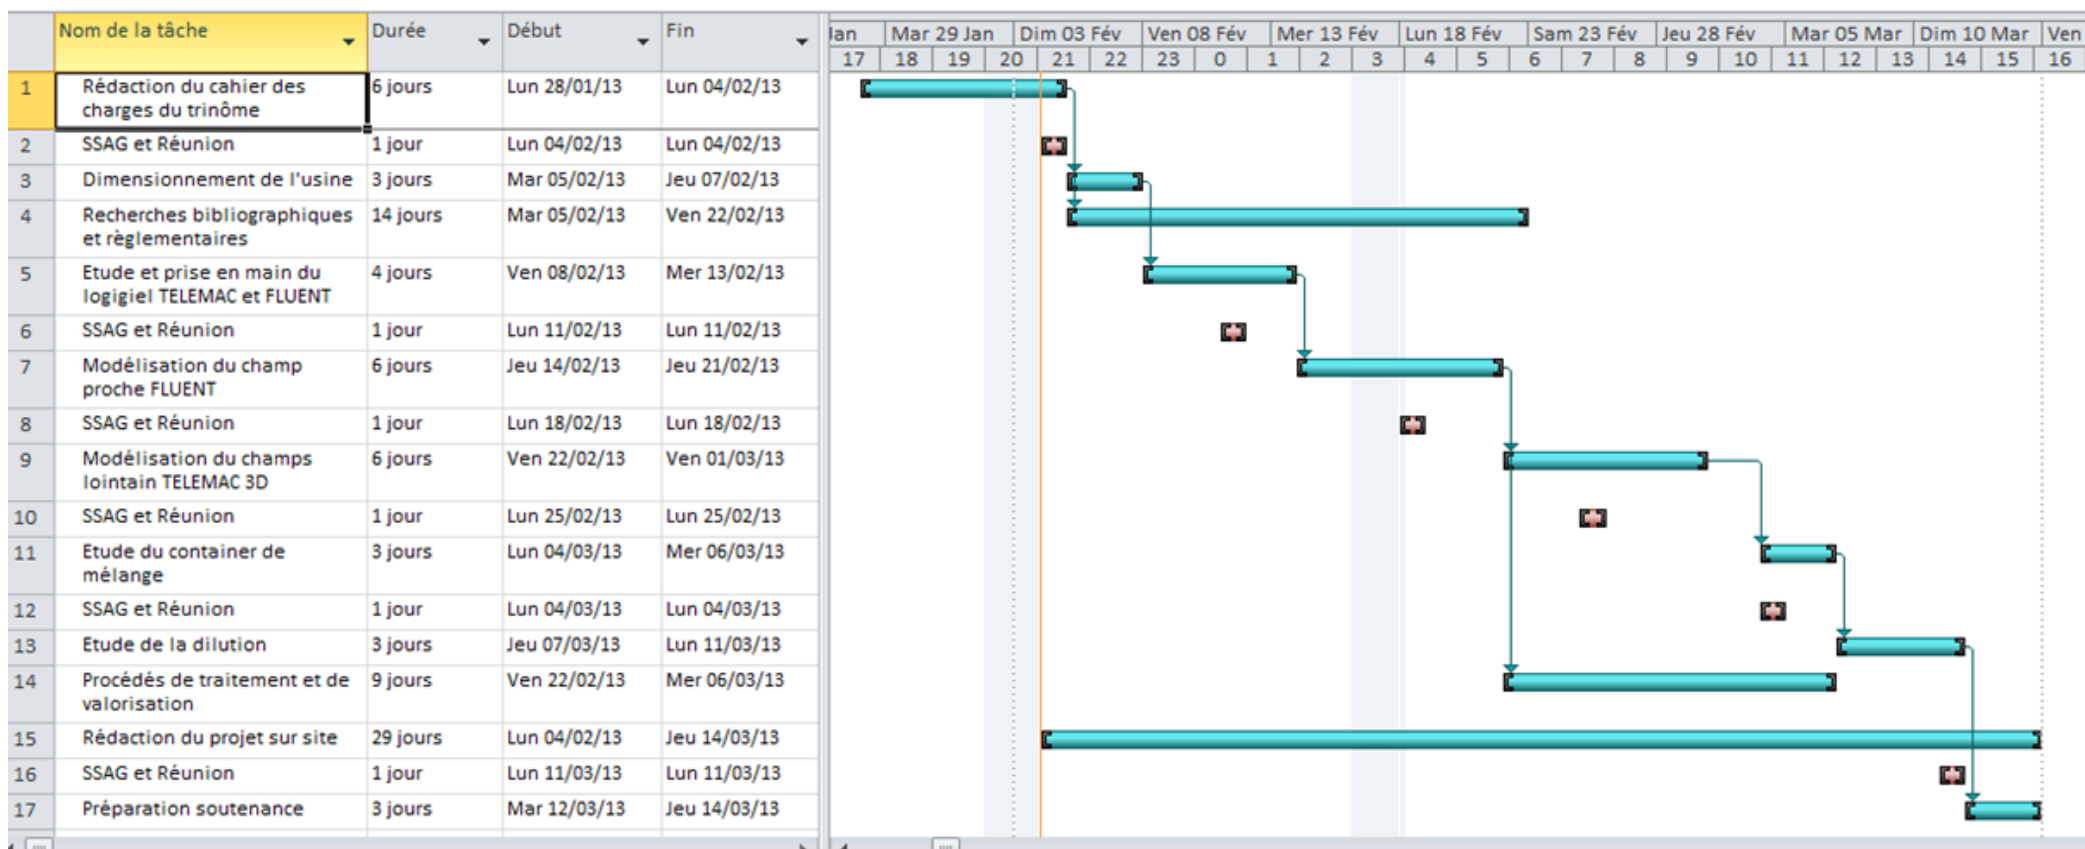 Nom de la tâche Durée Début Fin
Jan Mar 29 Jan Dim 03 Fév Ven 08 Fév Mer 13 Fév Lun 18 Fév Sam 23 Fév Jeu 28 Fév Mar 05 Mar Dim 10 Mar Ven
17 18 19 20 21 22 23 0 1 2 3 4 5 6 7 8 9 10 11 12 13 14 15 16
1 Rédaction du cahier des 6 jours Lun 28/01/13 Lun 04/02/13
charges du trinôme
2 SSAG et Réunion 1 jour Lun 04/02/13 Lun 04/02/13
3 Dimensionnement de l'usine 3 jours Mar 05/02/13 Jeu 07/02/13
4 Recherches bibliographiques 14 jours Mar 05/02/13 Ven 22/02/13
et règlementaires
5 Etude et prise en main du 4 jours Ven 08/02/13 Mer 13/02/13
logigiel TELEMAC et FLUENT
6 SSAG et Réunion 1 jour Lun 11/02/13 Lun 11/02/13
7 Modélisation du champ 6 jours Jeu 14/02/13 Jeu 21/02/13
proche FLUENT
8 SSAG et Réunion 1 jour Lun 18/02/13 Lun 18/02/13
9 Modélisation du champs 6 jours Ven 22/02/13 Ven 01/03/13
lointain TELEMAC 3D
10 SSAG et Réunion 1 jour Lun 25/02/13 Lun 25/02/13
11 Etude du container de 3 jours Lun 04/03/13 Mer 06/03/13
mélange
12 SSAG et Réunion 1 jour Lun 04/03/13 Lun 04/03/13
13 Etude de la dilution 3 jours Jeu 07/03/13 Lun 11/03/13
14 Procédés de traitement et de 9 jours Ven 22/02/13 Mer 06/03/13
valorisation
15 Rédaction du projet sur site 29 jours Lun 04/02/13 Jeu 14/03/13
16 SSAG et Réunion 1 jour Lun 11/03/13 Lun 11/03/13
17 Préparation soutenance 3 jours Mar 12/03/13 Jeu 14/03/13